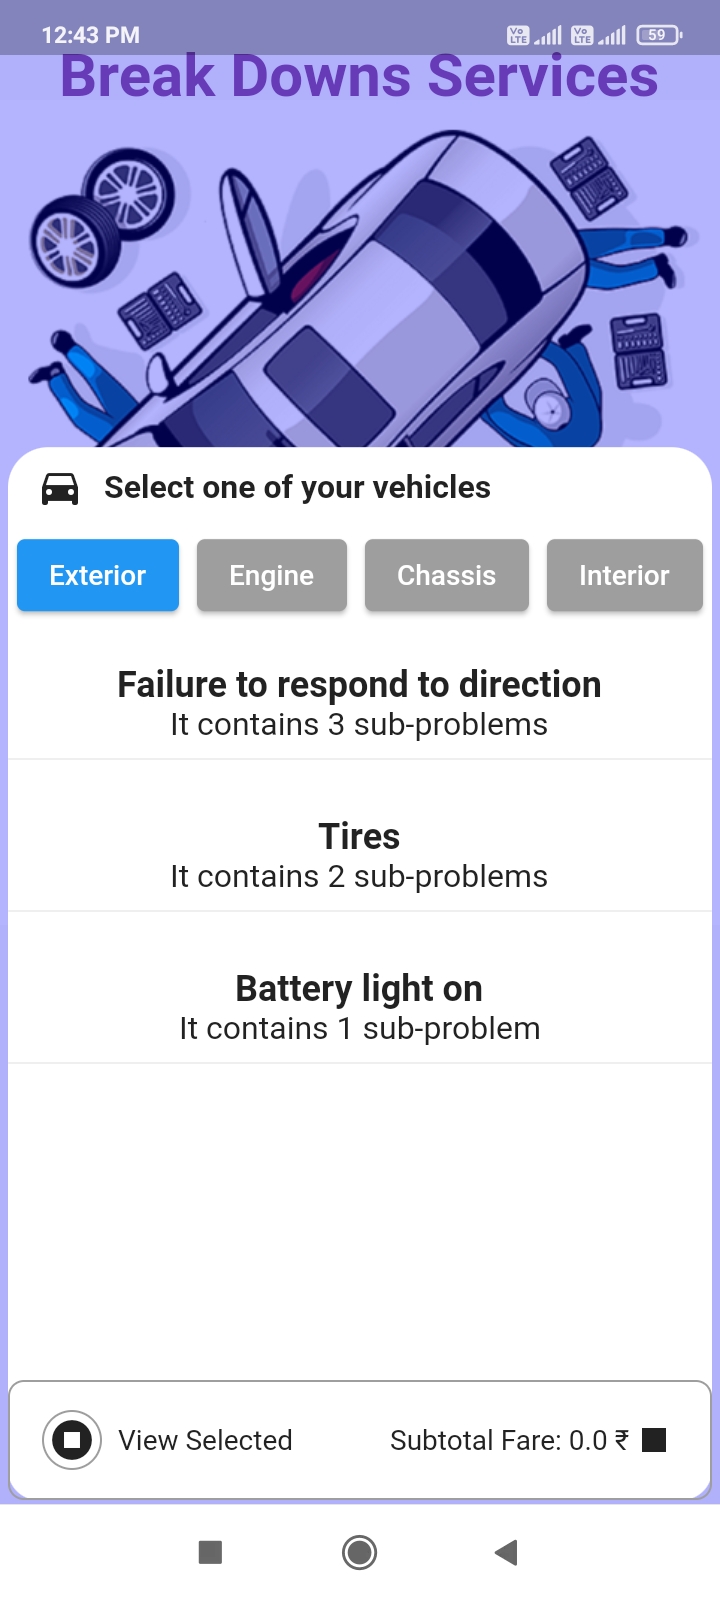 12:43 PM
Vo LTE Vo LTE 59
Break Downs Services
Select one of your vehicles
Exterior Engine Chassis Interior
Failure to respond to direction
It contains 3 sub-problems
Tires
It contains 2 sub-problems
Battery light on
It contains 1 sub-problem
View Selected Subtotal Fare: 0.0 ₹